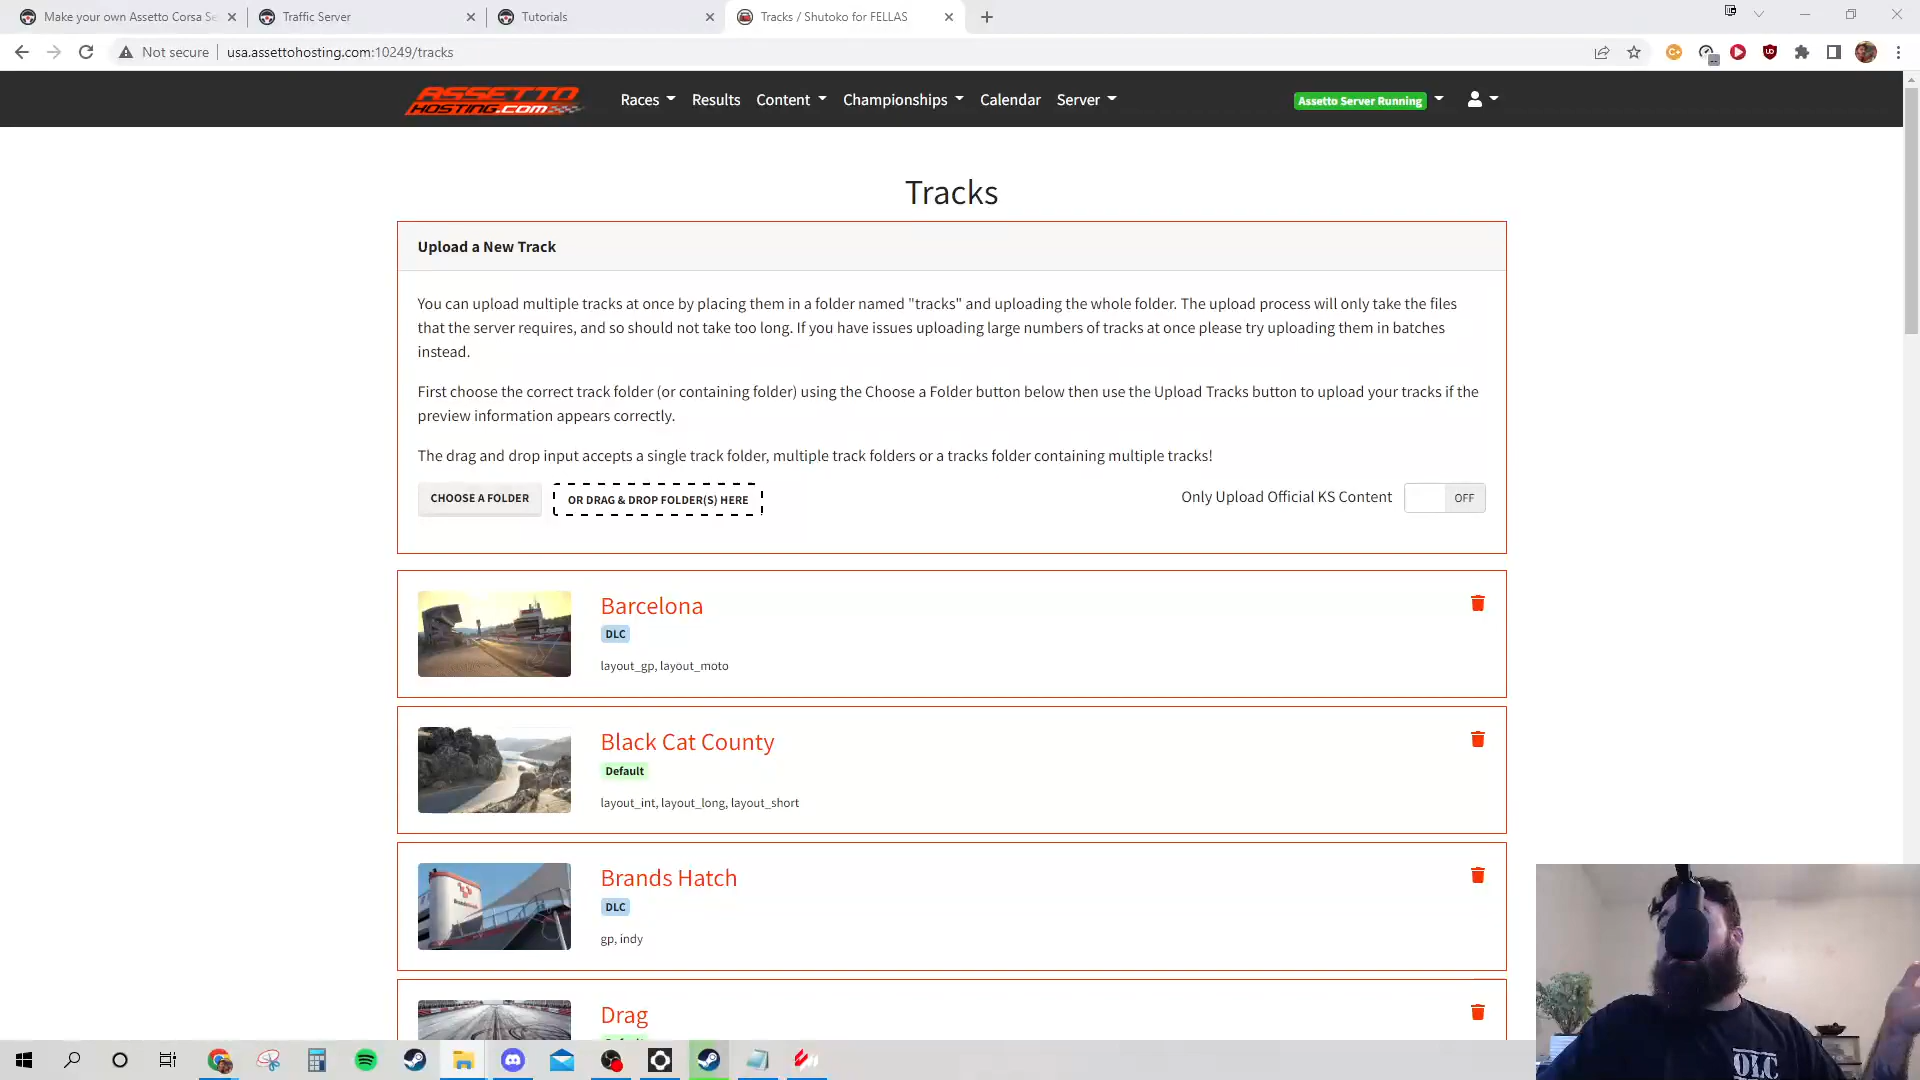 Make your own Assetto Corsa Se
Traffic Server
Tutorials
Tracks / Shutoko for FELLAS
Not secure
usa.assettohosting.com:10249/tracks
ASSETTO
HOSTING.COM
Races
Results
Content
Championships
Calendar
Server
Assetto Server Running
Tracks
Upload a New Track
You can upload multiple tracks at once by placing them in a folder named "tracks" and uploading the whole folder. The upload process will only take the files
that the server requires, and so should not take too long. If you have issues uploading large numbers of tracks at once please try uploading them in batches
instead.
First choose the correct track folder (or containing folder) using the Choose a Folder button below then use the Upload Tracks button to upload your tracks if the
preview information appears correctly.
The drag and drop input accepts a single track folder, multiple track folders or a tracks folder containing multiple tracks!
CHOOSE A FOLDER
OR DRAG & DROP FOLDER(S) HERE
Only Upload Official KS Content
OFF
Barcelona
DLC
layout_gp, layout_moto
Black Cat County
Default
layout_int, layout_long, layout_short
Brands Hatch
DLC
gp, indy
Drag
Default
OLC